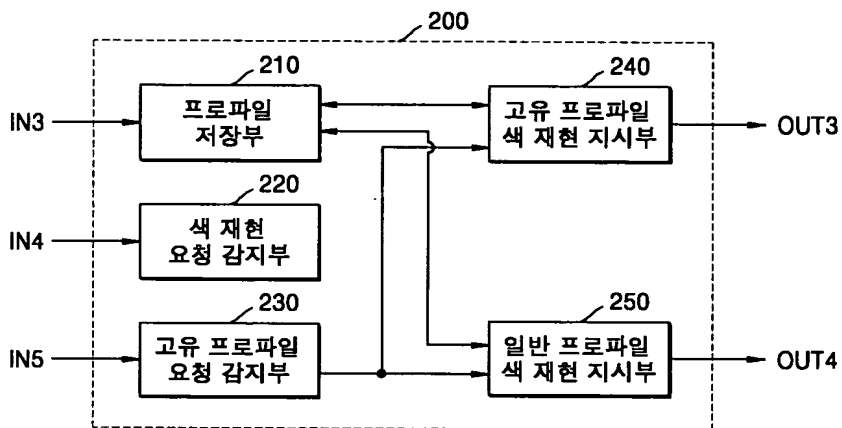 200
210
240
IN3
프로파일
저장부
고유 프로파일
색 재현 지시부
OUT3
220
IN4
색 재현
요청 감지부
230
250
IN5
고유 프로파일
요청 감지부
일반 프로파일
색 재현 지시부
OUT4